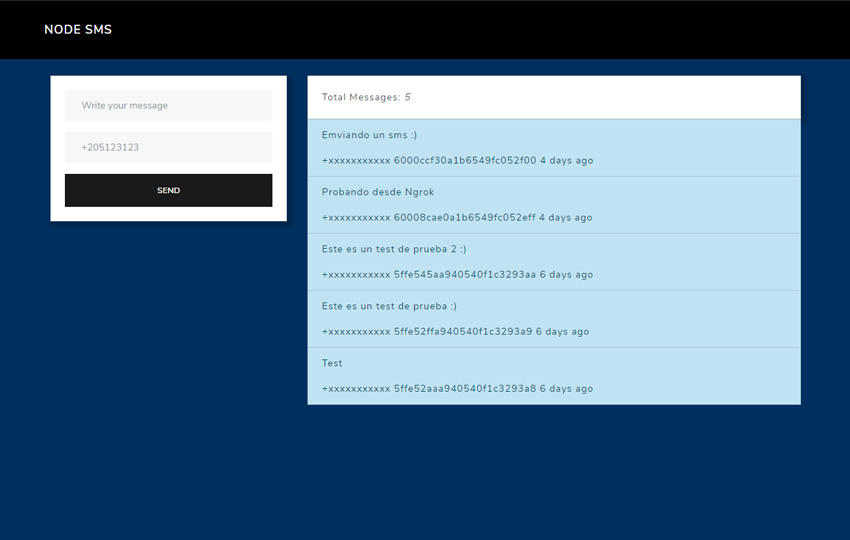 NODE SMS
Write your message
+205123123
SEND
Total Messages: 5
Emviando un sms :)
+xxxxxxxxxxx 6000ccf30a1b6549fc052f00 4 days ago
Probando desde Ngrok
+xxxxxxxxxxx 60008cae0a1b6549fc052eff 4 days ago
Este es un test de prueba 2 :)
+xxxxxxxxxxx 5ffe545aa940540f1c3293aa 6 days ago
Este es un test de prueba :)
+xxxxxxxxxxx 5ffe52ffa940540f1c3293a9 6 days ago
Test
+xxxxxxxxxxx 5ffe52aaa940540f1c3293a8 6 days ago